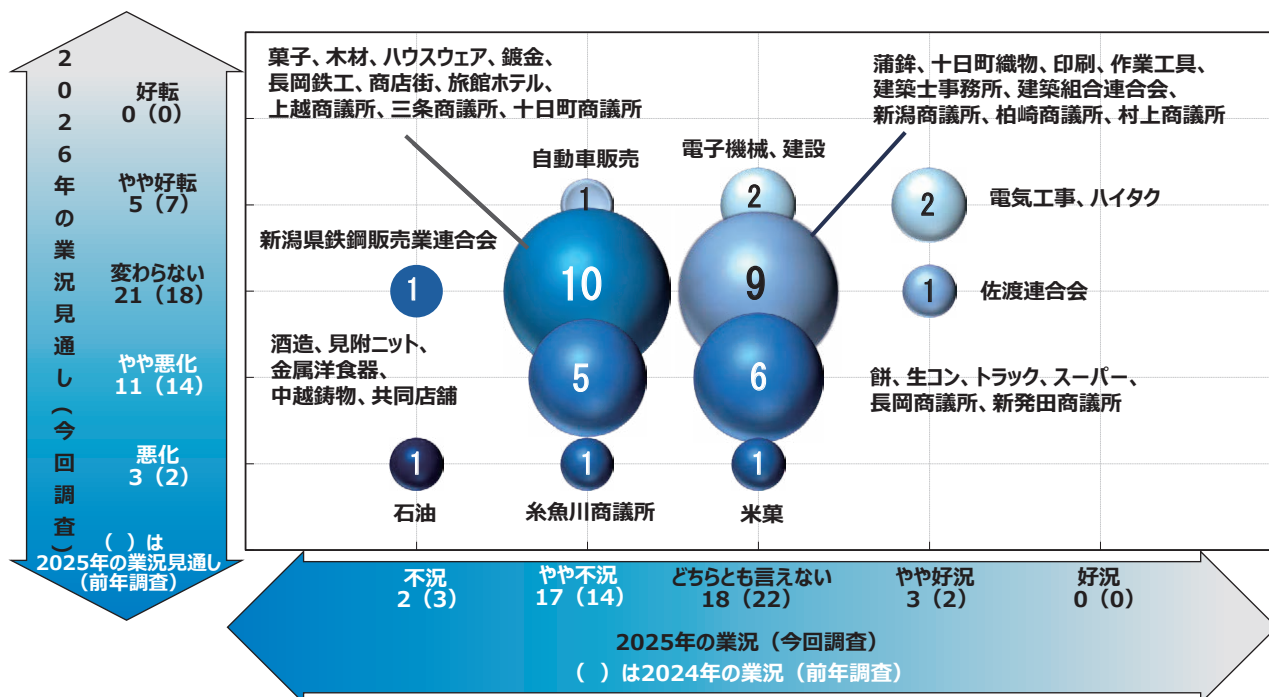 2026年の業況見通し(今回調査)
好転
0(0)
やや好転
5(7)
変わらない
21(18)
やや悪化
11(14)
悪化
3(2)
( )は
2025年の業況見通し
(前年調査)
菓子、木材、ハウスウェア、鍍金、
長岡鉄工、商店街、旅館ホテル、
上越商議所、三条商議所、十日町商議所
蒲鉾、十日町織物、印刷、作業工具、
建築士事務所、建築組合連合会、
新潟商議所、柏崎商議所、村上商議所
自動車販売
1
電子機械、建設
2
2
電気工事、ハイタク
新潟県鉄鋼販売業連合会
1
10
9
1
佐渡連合会
酒造、見附ニット、
金属洋食器、
中越鋳物、共同店舗
5
6
餅、生コン、トラック、スーパー、
長岡商議所、新発田商議所
1
石油
1
糸魚川商議所
1
米菓
不況
2(3)
やや不況
17(14)
どちらとも言えない
18(22)
やや好況
3(2)
好況
0(0)
2025年の業況(今回調査)
( )は2024年の業況(前年調査)